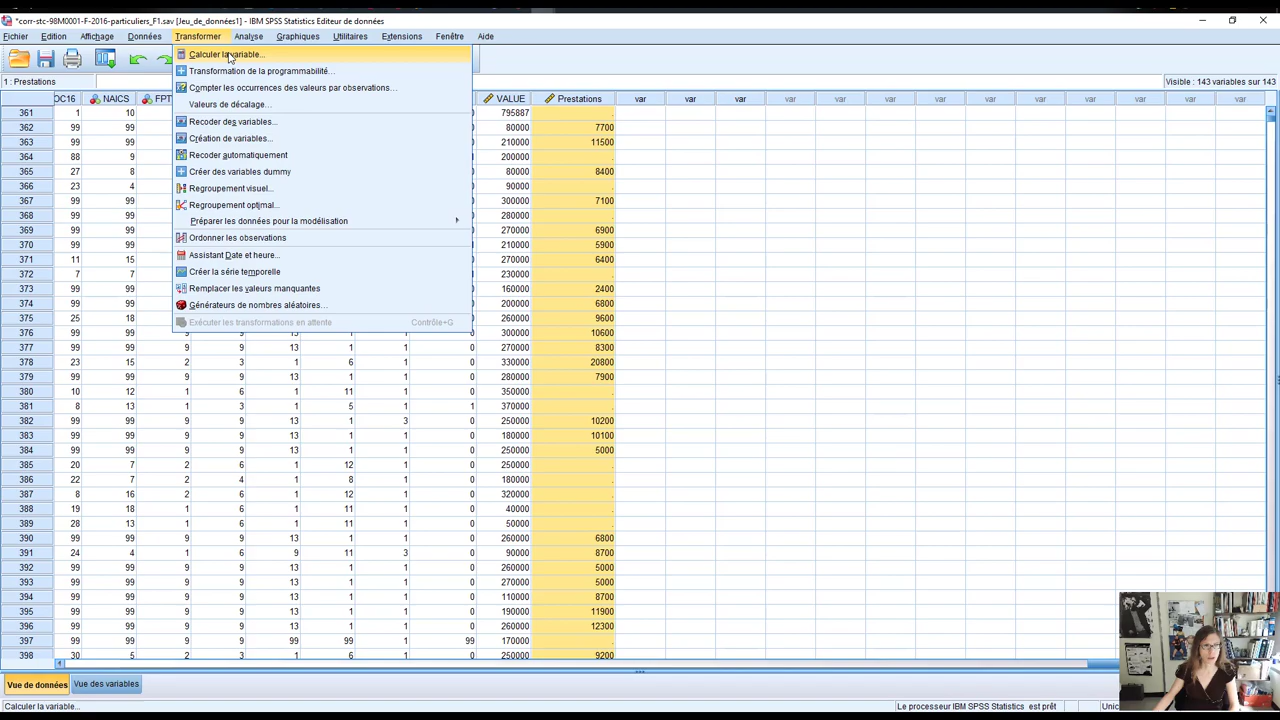 *corr-stc-98M0001-F-2016-particuliers_F1.sav [Jeu_de_données1] - IBM SPSS Statistics Editeur de données
Fichier Edition Affichage Données Transformer Analyse Graphiques Utilitaires Extensions Fenêtre Aide
Calculer la variable...
Transformation de la programmabilité...
Compter les occurrences des valeurs par observations...
Valeurs de décalage...
Recoder des variables...
Création de variables...
Recoder automatiquement
Créer des variables dummy
Regroupement visuel...
Regroupement optimal...
Préparer les données pour la modélisation
Ordonner les observations
Assistant Date et heure...
Créer la série temporelle
Remplacer les valeurs manquantes
Générateurs de nombres aléatoires...
Exécuter les transformations en attente Contrôle+G
1 : Prestations
Visible : 143 variables sur 143
OC16 NAICS FPT VALUE Prestations var var var var var var var var var var var var var
361 1 10 795887 .
362 99 99 80000 7700
363 99 99 210000 11500
364 88 9 200000 .
365 27 8 80000 8400
366 23 4 90000 .
367 99 99 300000 7100
368 99 99 280000 .
369 99 99 230000 6900
370 99 99 210000 5900
371 11 15 270000 6400
372 7 7 230000 .
373 99 99 160000 2400
374 99 99 200000 6800
375 25 18 260000 9600
376 99 99 9 9 13 1 1 0 300000 10600
377 99 99 9 9 13 1 1 0 270000 8300
378 23 15 2 3 1 6 1 0 330000 20800
379 99 99 9 9 13 1 1 0 280000 7900
380 10 12 1 6 1 11 1 0 350000 .
381 8 13 1 3 1 5 1 1 370000 .
382 99 99 9 9 13 1 3 0 250000 10200
383 99 99 9 9 13 1 1 0 180000 10100
384 99 99 9 9 13 1 1 0 250000 5000
385 20 7 2 6 1 12 1 0 250000 .
386 22 7 2 4 1 8 1 0 180000 .
387 8 16 2 6 1 12 1 0 320000 .
388 19 18 1 6 1 11 1 0 40000 .
389 28 13 1 6 1 11 1 0 50000 .
390 99 99 9 9 13 1 1 0 260000 6800
391 24 4 1 6 9 11 3 0 90000 8700
392 99 99 9 9 13 1 1 0 260000 5000
393 99 99 9 9 13 1 1 0 270000 5000
394 99 99 9 9 13 1 1 0 110000 8700
395 99 99 9 9 13 1 1 0 190000 11900
396 99 99 9 9 13 1 1 0 260000 12300
397 99 99 9 9 99 99 1 99 170000 .
398 30 5 2 3 1 6 1 0 250000 9200
Vue de données Vue des variables
Calculer la variable... Le processeur IBM SPSS Statistics est prêt Unic